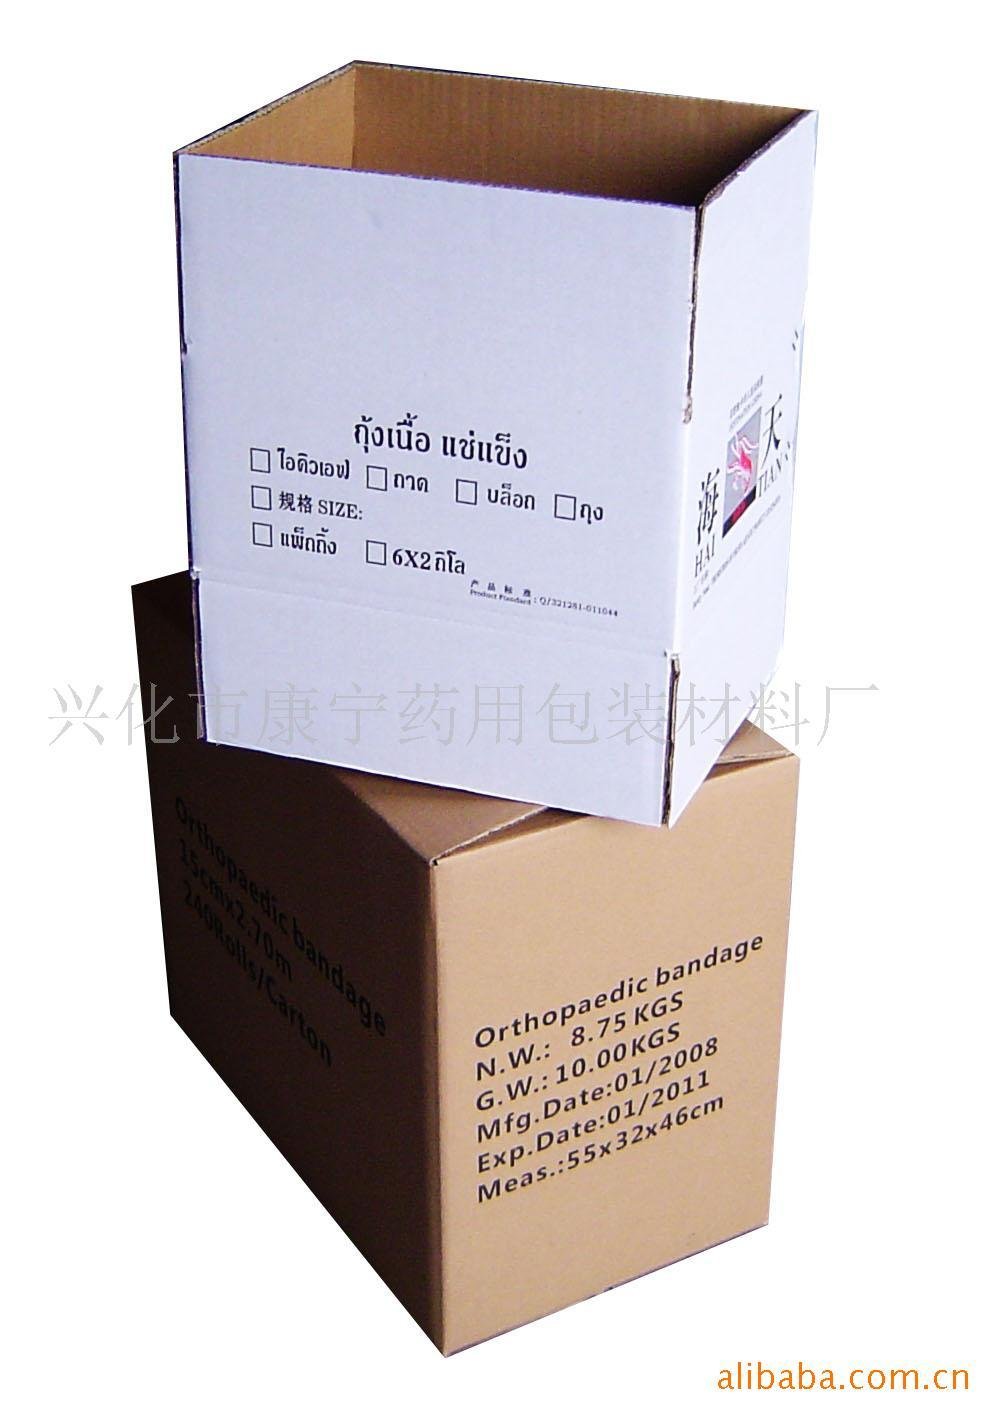 กุ้งเนื้อ แช่แข็ง
ไอคิวเอฟ ถาด บล็อก ถุง
规格 SIZE:
แพ็กกิ้ง 6X2 กิโล
产品标准
Product Standard : Q/321281-011044
海 天
HAI TIAN
兴化市康宁药用包装材料厂
Orthopaedic bandage
15cmx2.70m
240Rolls/Carton
Orthopaedic bandage
N.W.: 8.75 KGS
G.W.: 10.00KGS
Mfg.Date:01/2008
Exp.Date:01/2011
Meas.:55x32x46cm
alibaba.com.cn